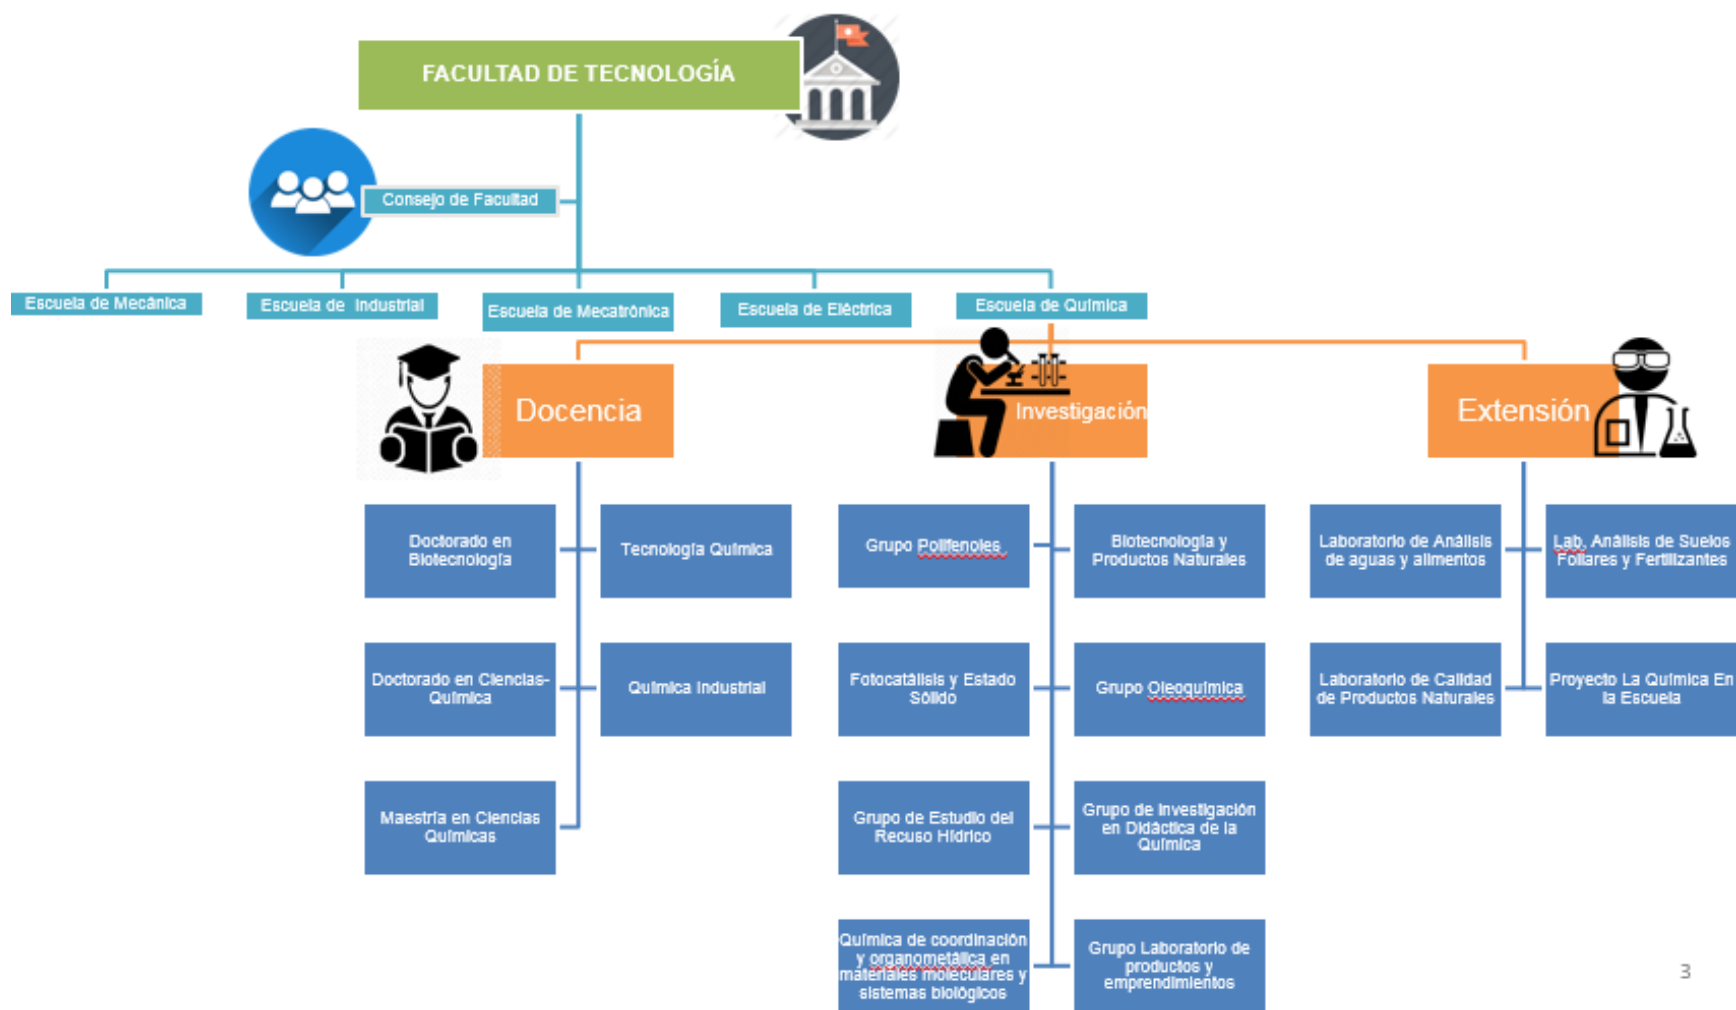 FACULTAD DE TECNOLOGÍA
Consejo de Facultad
Escuela de Mecánica
Escuela de Industrial
Escuela de Mecatrónica
Escuela de Eléctrica
Escuela de Química
Docencia
Investigación
Extensión
Doctorado en
Biotecnología
Tecnología Química
Grupo Polifenoles
Biotecnología y
Productos Naturales
Laboratorio de Análisis
de aguas y alimentos
Lab. Análisis de Suelos
Foliares y Fertilizantes
Doctorado en Ciencias-
Química
Química Industrial
Fotocatálisis y Estado
Sólido
Grupo Oleoquímica
Laboratorio de Calidad
de Productos Naturales
Proyecto La Química En
la Escuela
Maestría en Ciencias
Químicas
Grupo de Estudio del
Recuso Hídrico
Grupo de Investigación
en Didáctica de la
Química
Química de coordinación
y organometálica en
materiales moleculares y
sistemas biológicos
Grupo Laboratorio de
productos y
emprendimientos
3